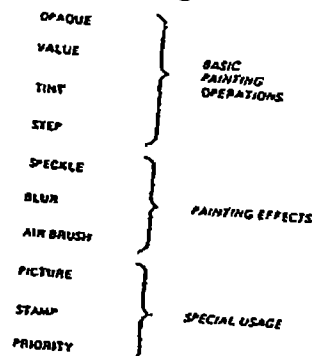 OPAQUE
VALUE
TINT
STEP
BASIC
PAINTING
OPERATIONS
SPECKLE
BLUR
AIR BRUSH
PAINTING EFFECTS
PICTURE
STAMP
PRIORITY
SPECIAL USAGE